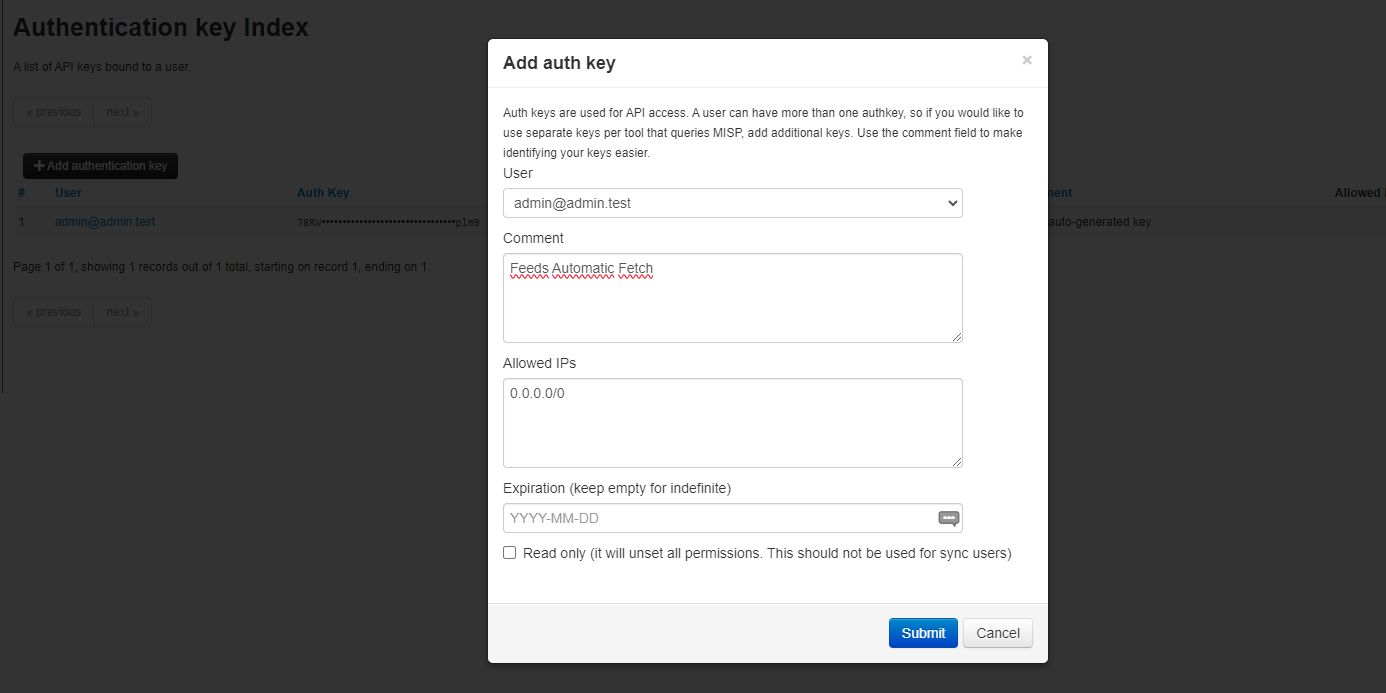 Authentication key Index
A list of API keys bound to a user.
« previous next »
+ Add authentication key
# User Auth Key Allowed
1 admin@admin.test 78RW••••••••••••••••••••••••••••••••p1m9 auto-generated key
Page 1 of 1, showing 1 records out of 1 total, starting on record 1, ending on 1
« previous next »
Add auth key ×
Auth keys are used for API access. A user can have more than one authkey, so if you would like to
use separate keys per tool that queries MISP, add additional keys. Use the comment field to make
identifying your keys easier.
User
admin@admin.test
Comment
Feeds Automatic Fetch
Allowed IPs
0.0.0.0/0
Expiration (keep empty for indefinite)
YYYY-MM-DD
Read only (it will unset all permissions. This should not be used for sync users)
Submit Cancel